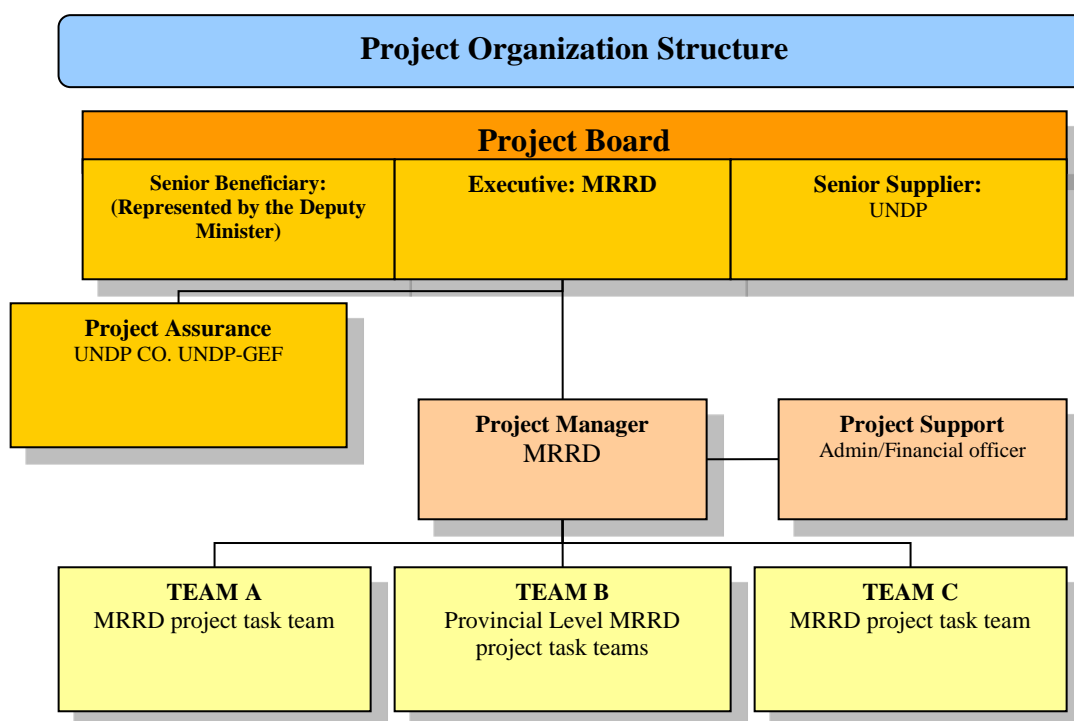 Project Organization Structure
Project Board
Senior Beneficiary:
(Represented by the Deputy
Minister)
Executive: MRRD
Senior Supplier:
UNDP
Project Assurance
UNDP CO. UNDP-GEF
Project Manager
MRRD
Project Support
Admin/Financial officer
TEAM A
MRRD project task team
TEAM B
Provincial Level MRRD
project task teams
TEAM C
MRRD project task team